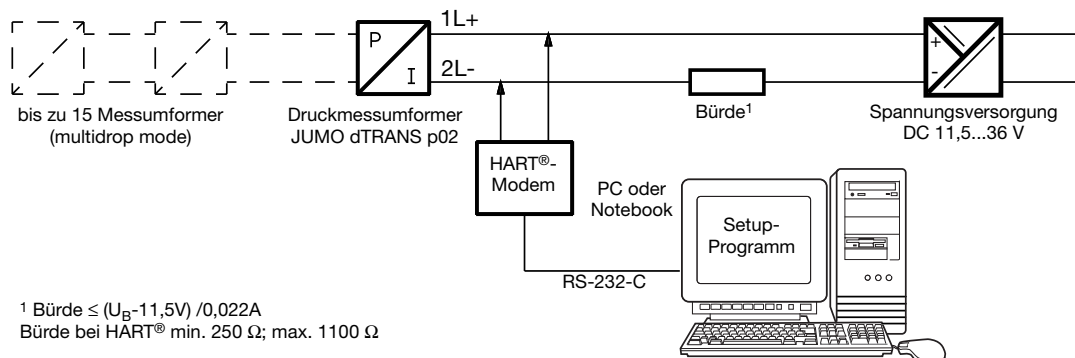 1L+
P
I
2L-
+
-
bis zu 15 Messumformer
(multidrop mode)
Druckmessumformer
JUMO dTRANS p02
Bürde¹
Spannungsversorgung
DC 11,5...36 V
HART®-
Modem
PC oder
Notebook
Setup-
Programm
RS-232-C
¹ Bürde ≤ (U_B-11,5V) /0,022A
Bürde bei HART® min. 250 Ω; max. 1100 Ω